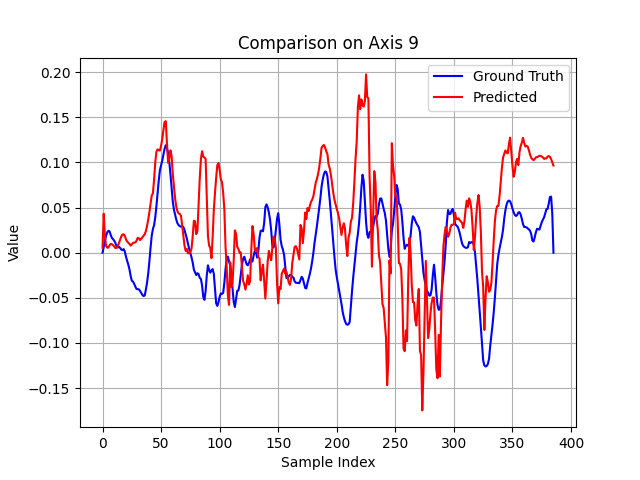 Comparison on Axis 9
Ground Truth
Predicted
0.20
0.15
0.10
0.05
0.00
−0.05
−0.10
−0.15
Value
0 50 100 150 200 250 300 350 400
Sample Index